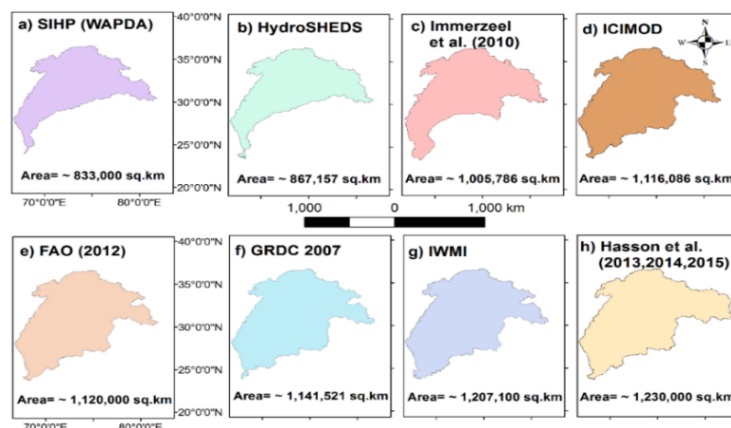 a) SIHP (WAPDA)
Area= ~ 833,000 sq.km
b) HydroSHEDS
Area= ~ 867,157 sq.km
c) Immerzeel
et al. (2010)
Area= ~ 1,005,786 sq.km
d) ICIMOD
N
W E
S
Area= ~ 1,116,086 sq.km
35°0'0"N
30°0'0"N
25°0'0"N
20°0'0"N
70°0'0"E 80°0'0"E
1,000 0 1,000 km
e) FAO (2012)
Area= ~ 1,120,000 sq.km
f) GRDC 2007
Area= ~ 1,141,521 sq.km
g) IWMI
Area= ~ 1,207,100 sq.km
h) Hasson et al.
(2013,2014,2015)
Area= ~ 1,230,000 sq.km
35°0'0"N
30°0'0"N
25°0'0"N
20°0'0"N
70°0'0"E 80°0'0"E